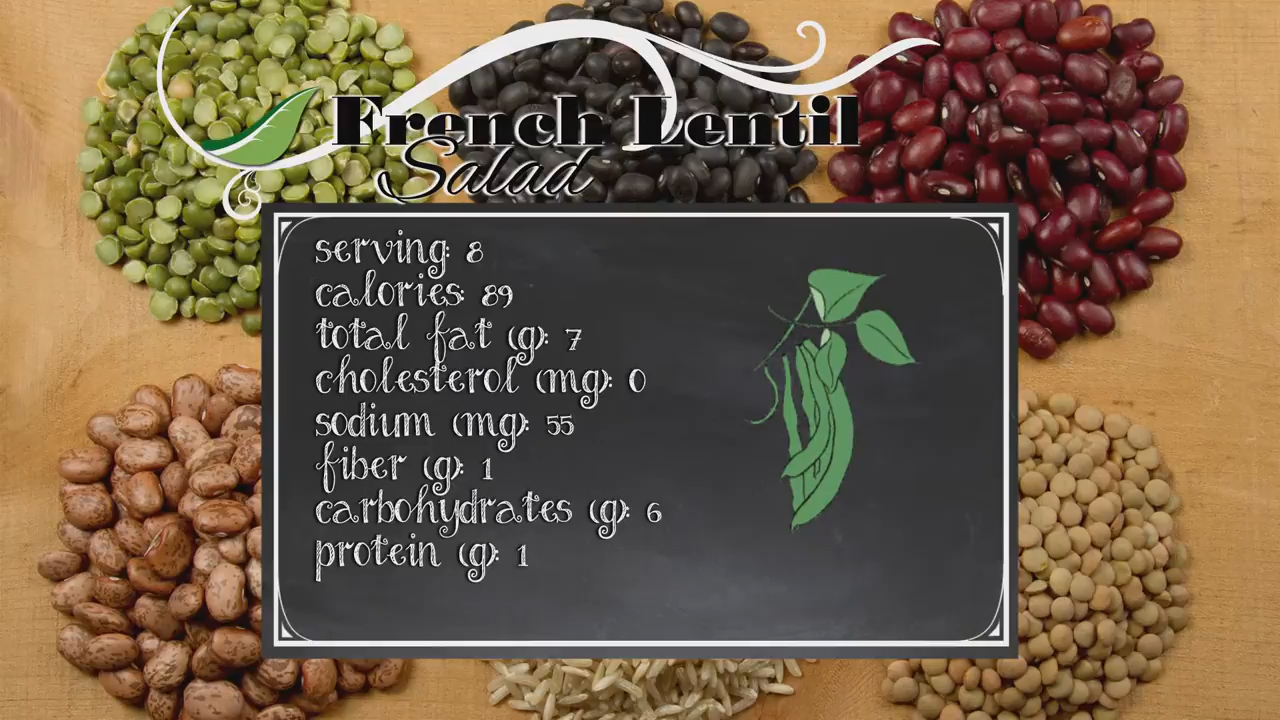 French Lentil
Salad
serving: 8
calories: 89
total fat (g): 7
cholesterol (mg): 0
sodium (mg): 55
fiber (g): 1
carbohydrates (g): 6
protein (g): 1